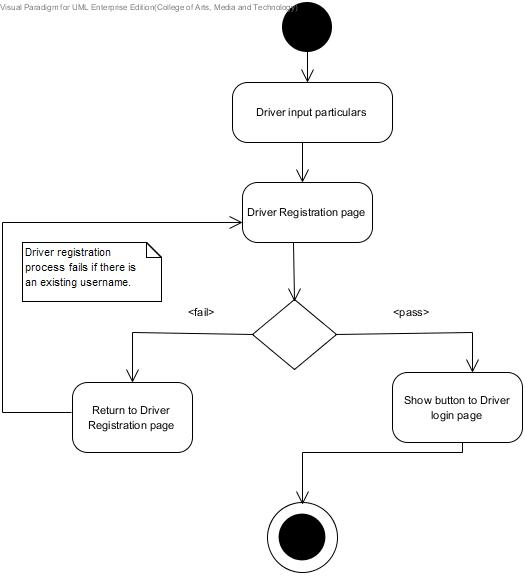 Visual Paradigm for UML Enterprise Edition(College of Arts, Media and Technology)
Driver input particulars
Driver Registration page
Driver registration
process fails if there is
an existing username.
<fail>
<pass>
Return to Driver
Registration page
Show button to Driver
login page